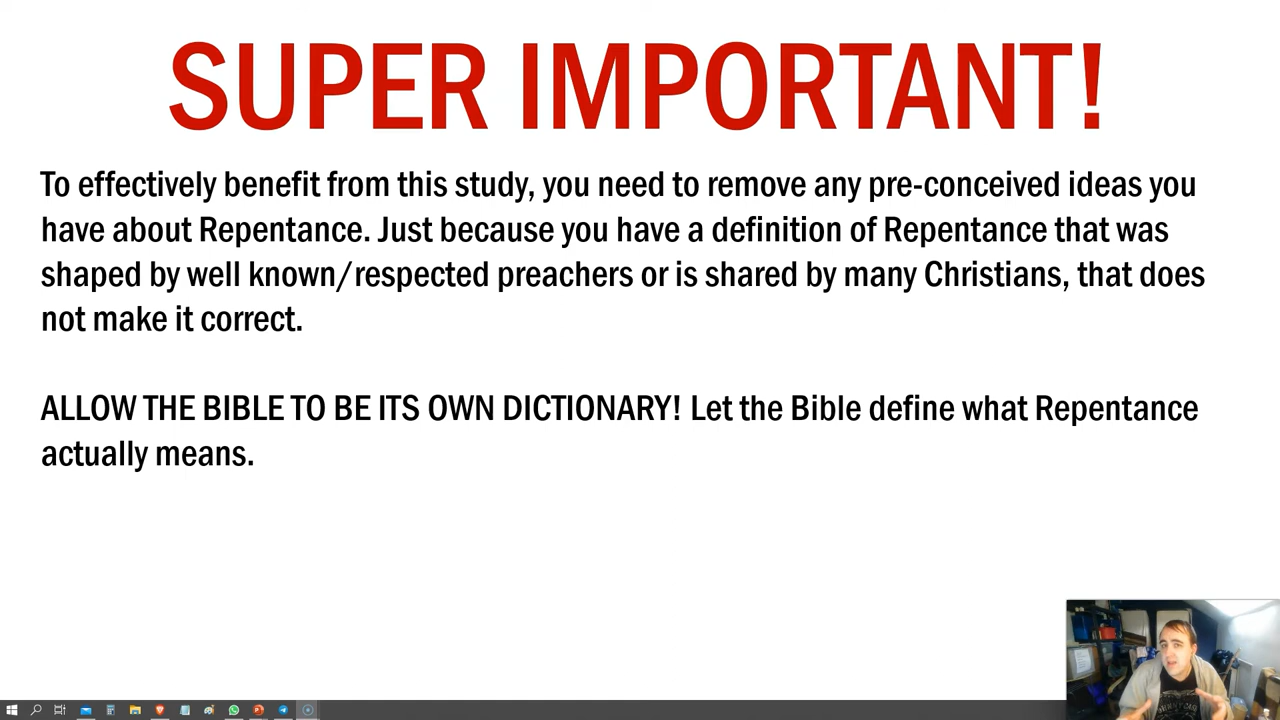 SUPER IMPORTANT!
To effectively benefit from this study, you need to remove any pre-conceived ideas you
have about Repentance. Just because you have a definition of Repentance that was
shaped by well known/respected preachers or is shared by many Christians, that does
not make it correct.
ALLOW THE BIBLE TO BE ITS OWN DICTIONARY! Let the Bible define what Repentance
actually means.